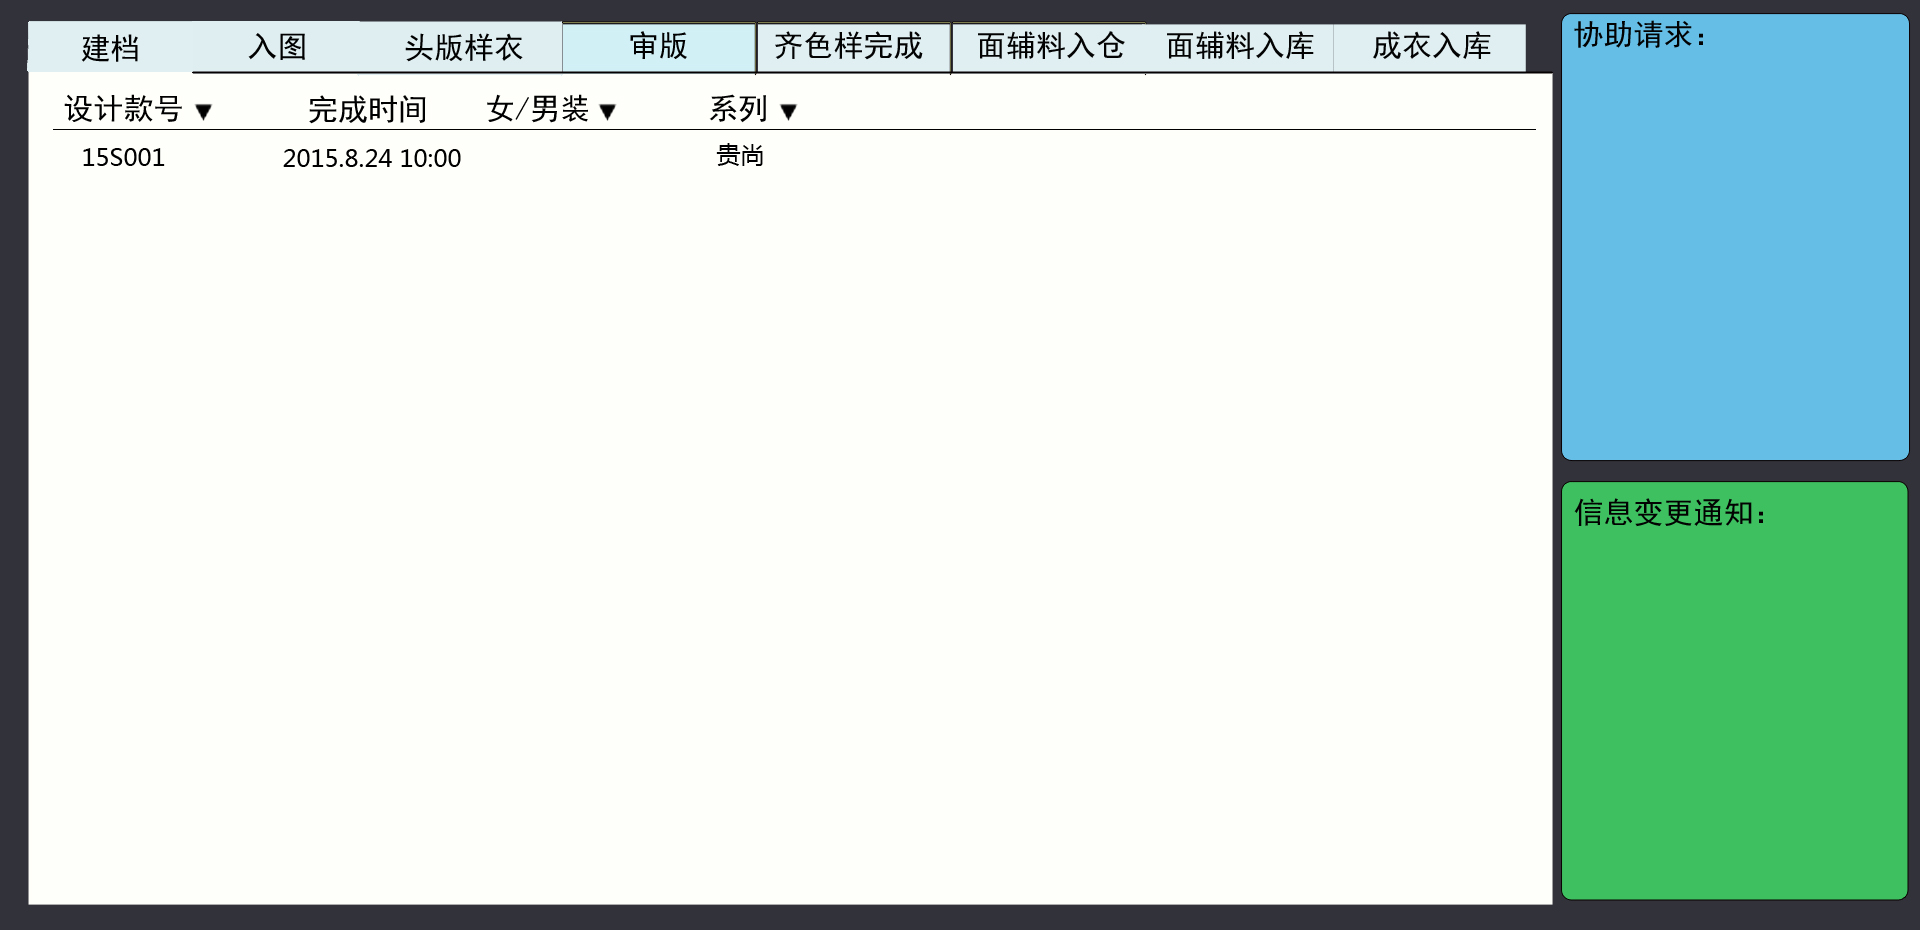 建档 入图 头版样衣 审版 齐色样完成 面辅料入仓 面辅料入库 成衣入库
设计款号 ▼ 完成时间 女/男装 ▼ 系列 ▼
15S001 2015.8.24 10:00 贵尚
协助请求：
信息变更通知：